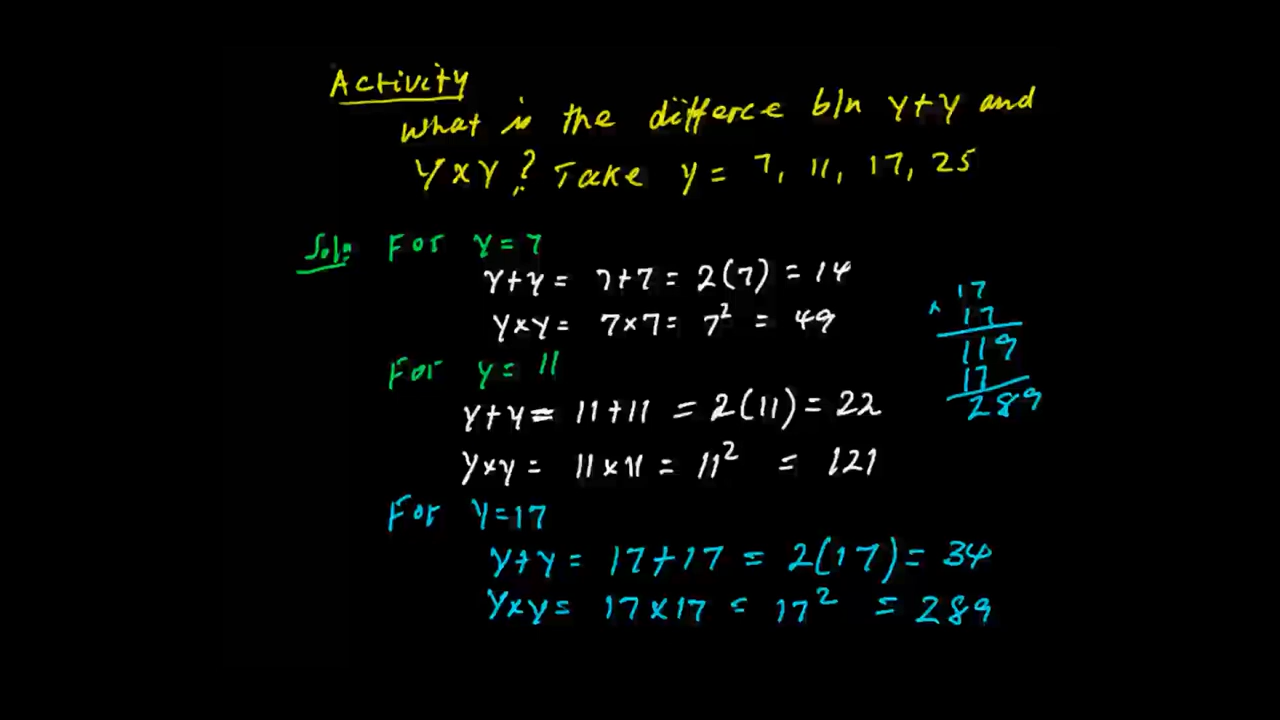 Activity
What is the differce b/n y+y and
y×y? Take y = 7, 11, 17, 25
Soln: For y = 7
y+y = 7+7 = 2(7) = 14
y×y = 7×7 = 7² = 49
For y = 11
y+y = 11+11 = 2(11) = 22
y×y = 11×11 = 11² = 121
For y=17
y+y = 17+17 = 2(17) = 34
y×y = 17×17 = 17² = 289
17
× 17
119
17
289